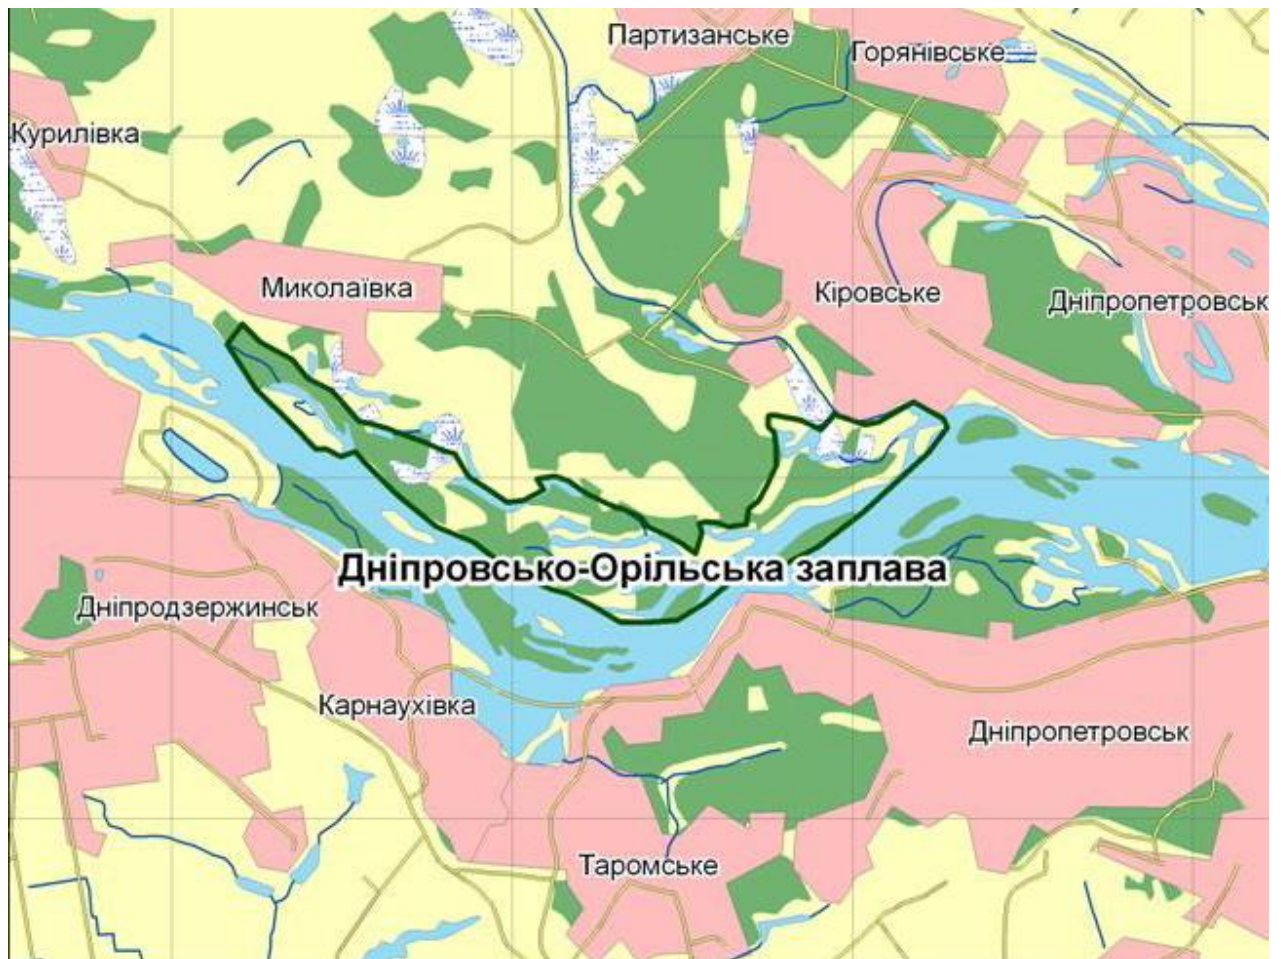 Партизанське
Горянівське
Курилівка
Миколаївка
Кіровське
Дніпропетровськ
Дніпровсько-Орільська заплава
Дніпродзержинськ
Карнаухівка
Дніпропетровськ
Таромське